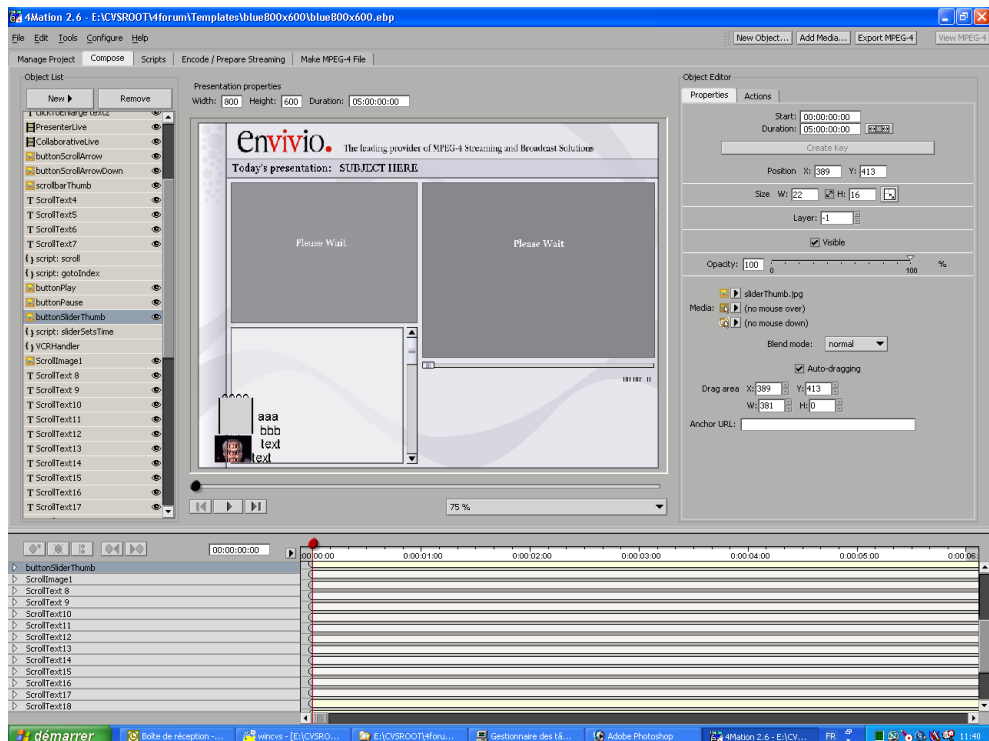 4Mation 2.6 - E:\CVSROOT\4forum\Templates\blue800x600\blue800x600.ebp
File Edit Tools Configure Help
New Object... Add Media... Export MPEG-4 View MPEG-4
Manage Project Compose Scripts Encode / Prepare Streaming Make MPEG-4 File
Object List
New Remove
PresenterLive
CollaborativeLive
buttonScrollArrow
buttonScrollArrowDown
scrollbarThumb
T ScrollText4
T ScrollText5
T ScrollText6
T ScrollText7
{} script: scroll
{} script: gotoIndex
buttonPlay
buttonPause
buttonSliderThumb
{} script: sliderSetsTime
{} VCRHandler
ScrollImage1
T ScrollText 8
T ScrollText 9
T ScrollText10
T ScrollText11
T ScrollText12
T ScrollText13
T ScrollText14
T ScrollText15
T ScrollText16
T ScrollText17
Presentation properties
Width: 800 Height: 600 Duration: 05:00:00:00
envivio. The leading provider of MPEG-4 Streaming and Broadcast Solutions
Today's presentation: SUBJECT HERE
Please Wait
Please Wait
aaa
bbb
text
text
75 %
Object Editor
Properties Actions
Start: 00:00:00:00
Duration: 05:00:00:00
Create Key
Position X: 389 Y: 413
Size W: 22 H: 16
Layer: -1
Visible
Opacity: 100 0 100 %
sliderThumb.jpg
Media: (no mouse over)
(no mouse down)
Blend mode: normal
Auto-dragging
Drag area X: 389 Y: 413
W: 381 H: 0
Anchor URL:
00:00:00:00
00:00:00 0:00:01:00 0:00:02:00 0:00:03:00 0:00:04:00 0:00:05:00 0:00:06:
buttonSliderThumb
ScrollImage1
ScrollText 8
ScrollText 9
ScrollText10
ScrollText11
ScrollText12
ScrollText13
ScrollText14
ScrollText15
ScrollText16
ScrollText17
ScrollText18
démarrer Boîte de réception -... wincvs - [E:\CVSRO... E:\CVSROOT\4foru... Gestionnaire des tâ... Adobe Photoshop 4Mation 2.6 - E:\CV... FR 11:40